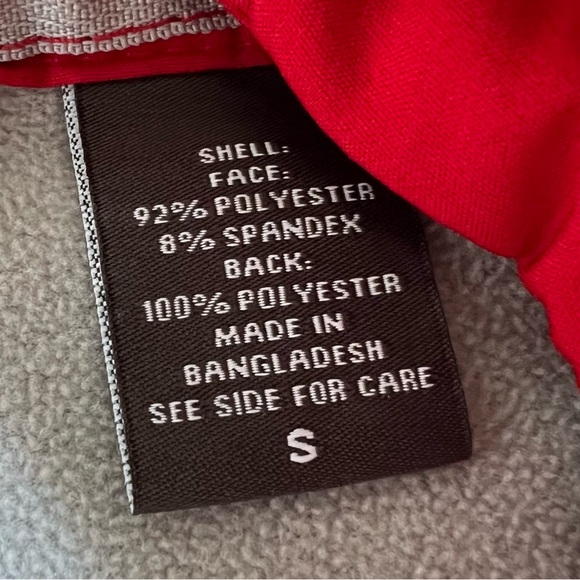 SHELL:
FACE:
92% POLYESTER
8% SPANDEX
BACK:
100% POLYESTER
MADE IN
BANGLADESH
SEE SIDE FOR CARE
S